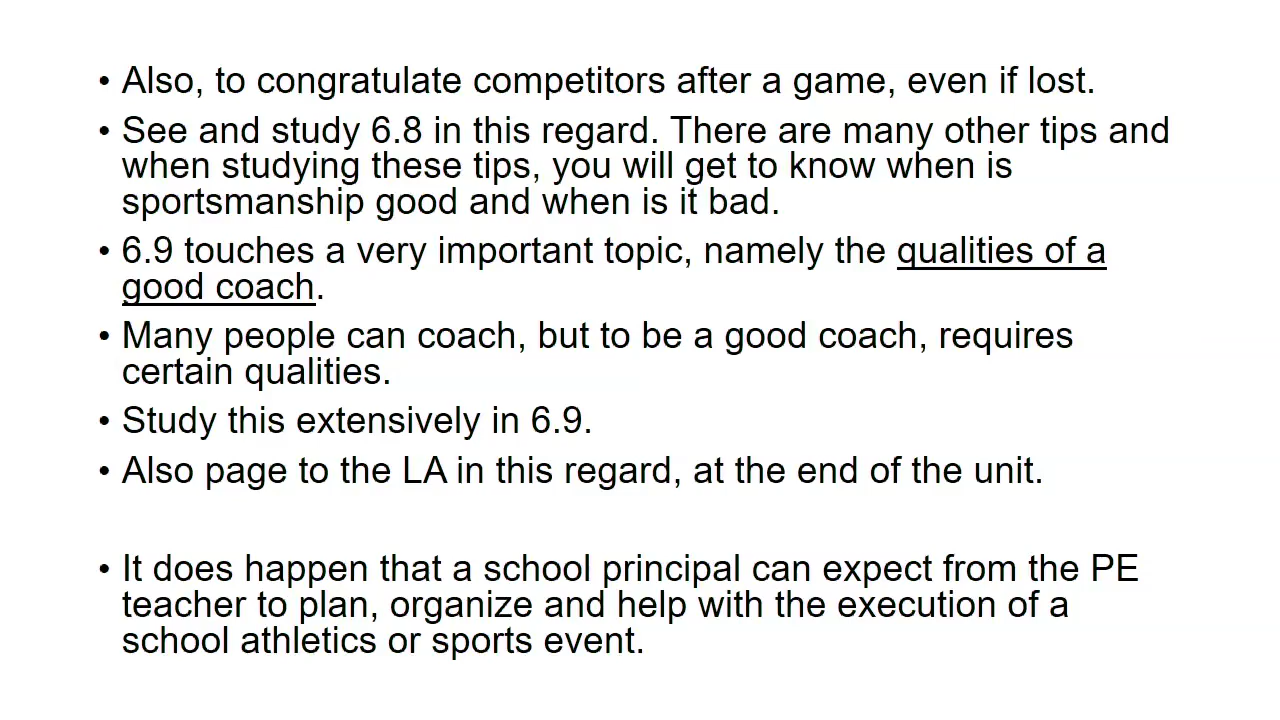 • Also, to congratulate competitors after a game, even if lost.
• See and study 6.8 in this regard. There are many other tips and
when studying these tips, you will get to know when is
sportsmanship good and when is it bad.
• 6.9 touches a very important topic, namely the qualities of a
good coach.
• Many people can coach, but to be a good coach, requires
certain qualities.
• Study this extensively in 6.9.
• Also page to the LA in this regard, at the end of the unit.
• It does happen that a school principal can expect from the PE
teacher to plan, organize and help with the execution of a
school athletics or sports event.